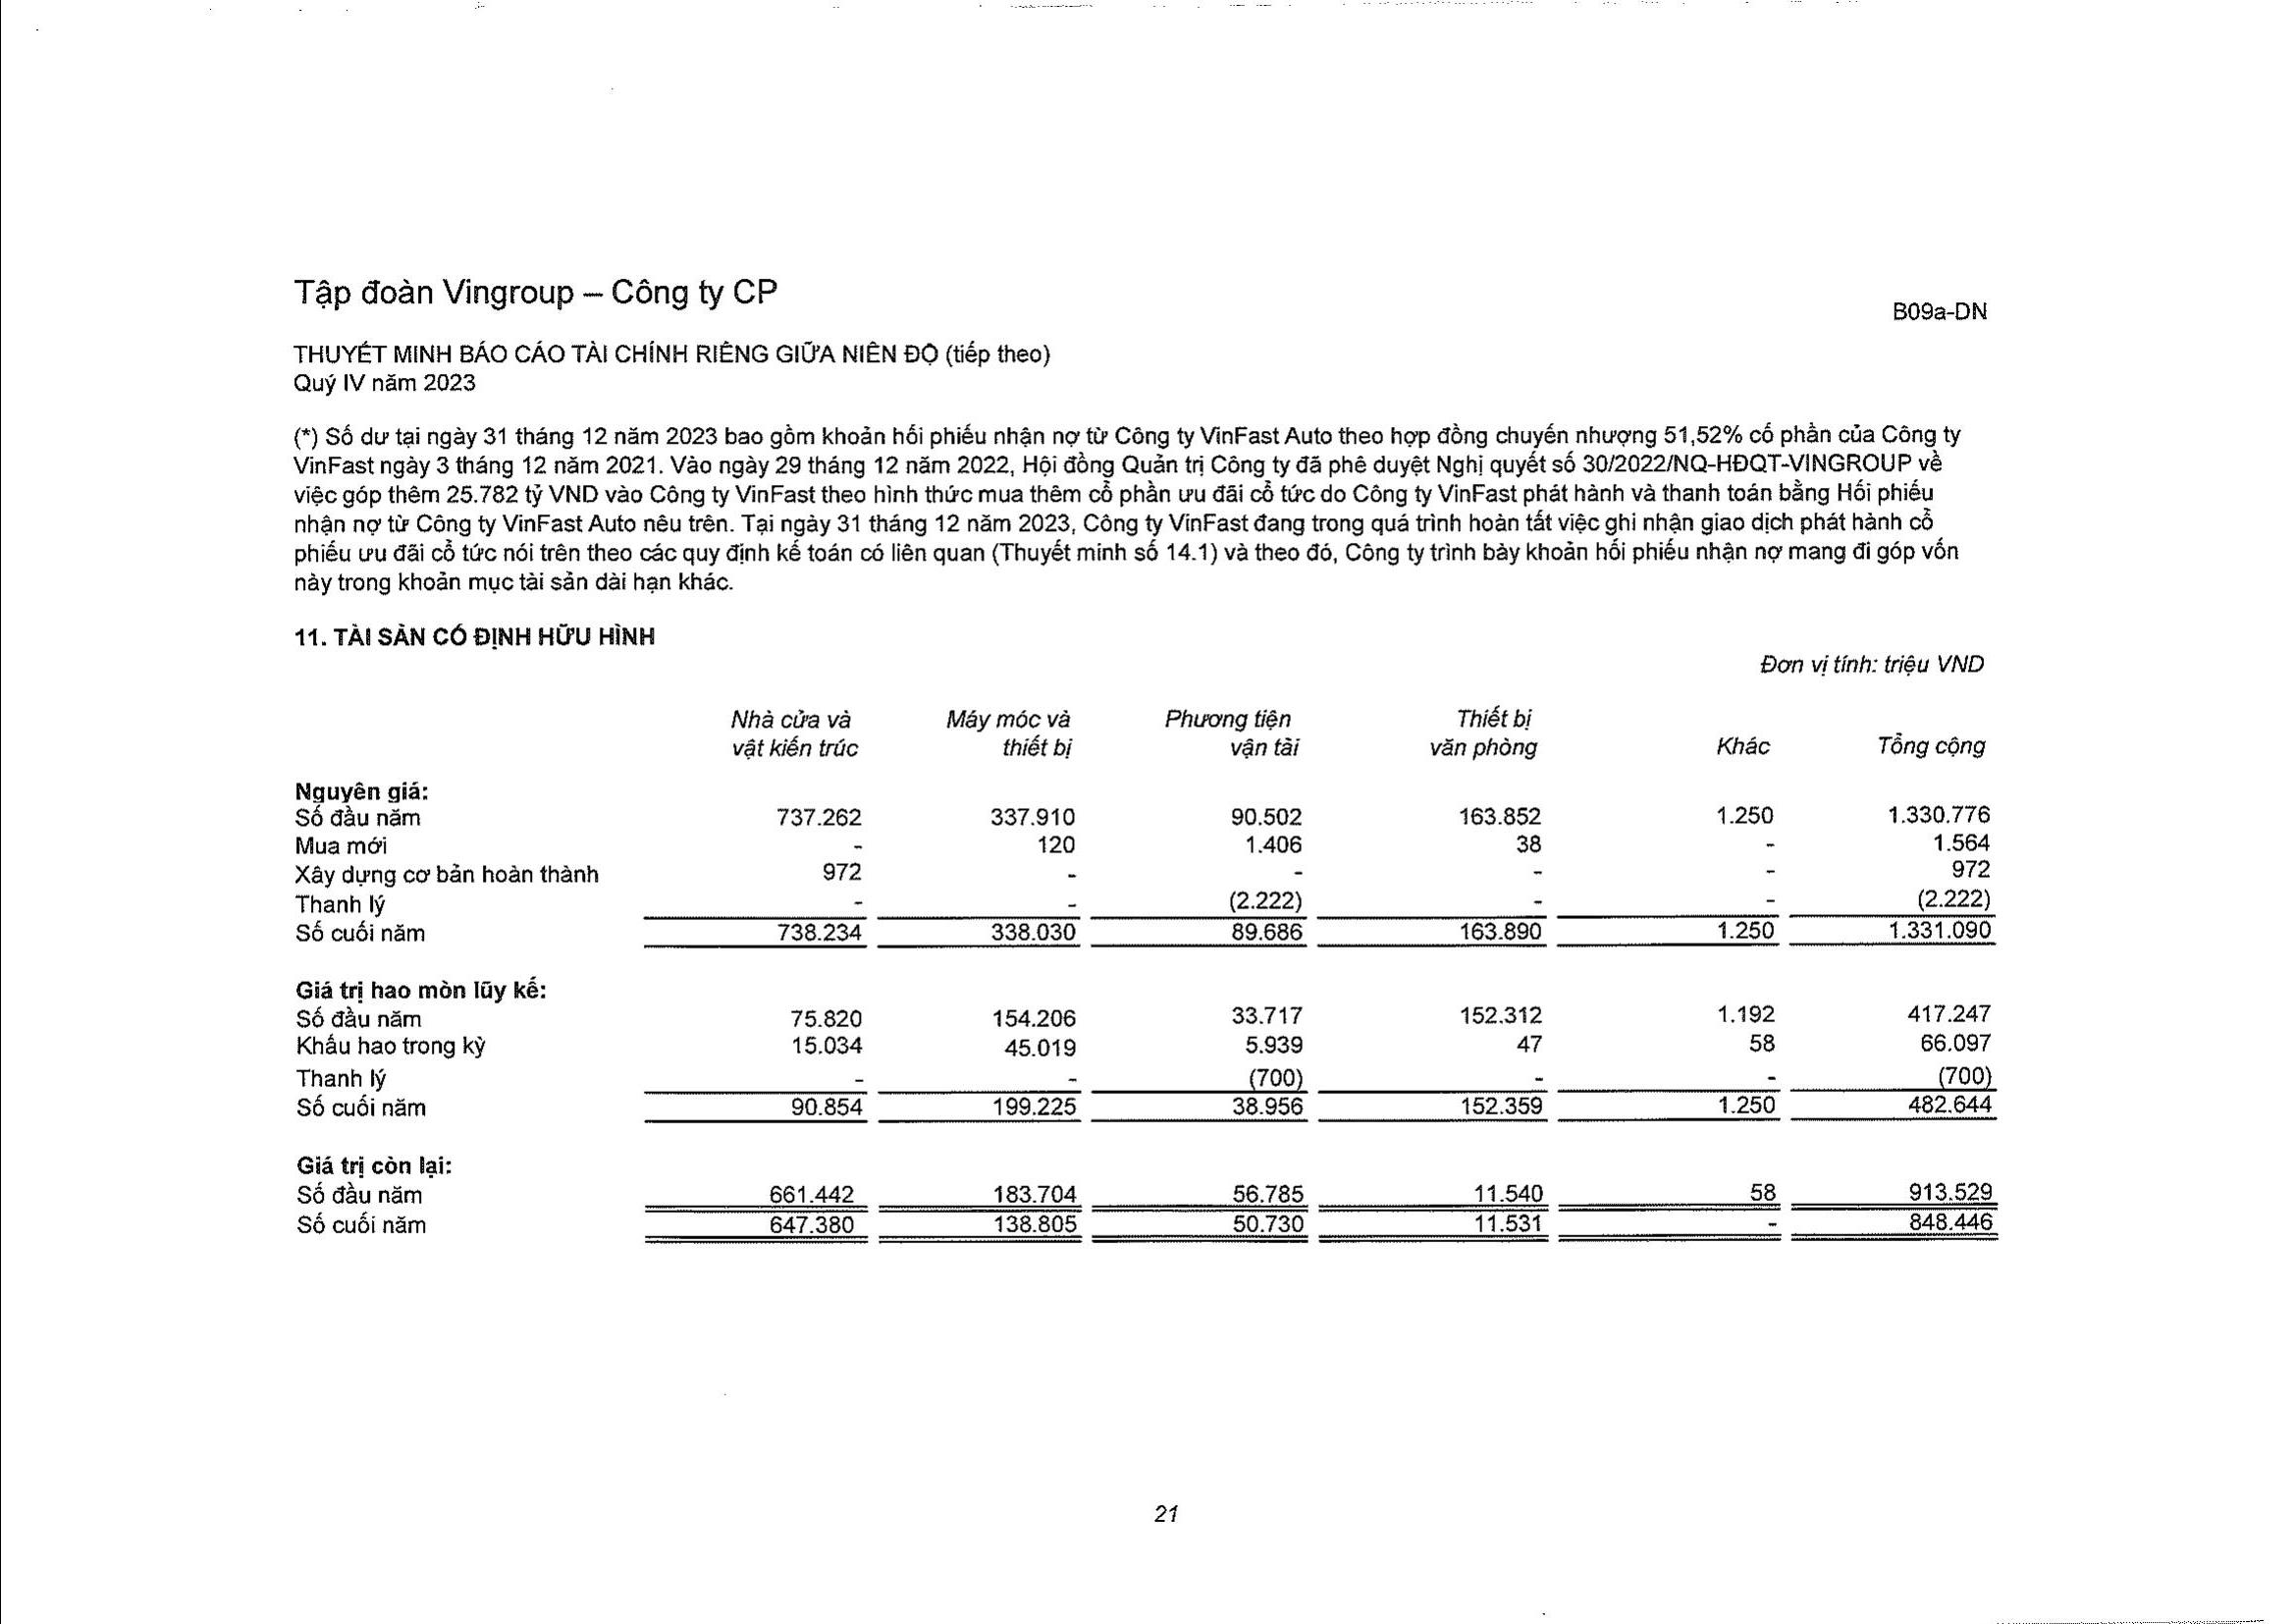 Tập đoàn Vingroup – Công ty CP
B09a-DN
THUYẾT MINH BÁO CÁO TÀI CHÍNH RIÊNG GIỮA NIÊN ĐỘ (tiếp theo)
Quý IV năm 2023
(*) Số dư tại ngày 31 tháng 12 năm 2023 bao gồm khoản hối phiếu nhận nợ từ Công ty VinFast Auto theo hợp đồng chuyển nhượng 51,52% cổ phần của Công ty
VinFast ngày 3 tháng 12 năm 2021. Vào ngày 29 tháng 12 năm 2022, Hội đồng Quản trị Công ty đã phê duyệt Nghị quyết số 30/2022/NQ-HĐQT-VINGROUP về
việc góp thêm 25.782 tỷ VND vào Công ty VinFast theo hình thức mua thêm cổ phần ưu đãi cổ tức do Công ty VinFast phát hành và thanh toán bằng Hối phiếu
nhận nợ từ Công ty VinFast Auto nêu trên. Tại ngày 31 tháng 12 năm 2023, Công ty VinFast đang trong quá trình hoàn tất việc ghi nhận giao dịch phát hành cổ
phiếu ưu đãi cổ tức nói trên theo các quy định kế toán có liên quan (Thuyết minh số 14.1) và theo đó, Công ty trình bày khoản hối phiếu nhận nợ mang đi góp vốn
này trong khoản mục tài sản dài hạn khác.
11. TÀI SẢN CỐ ĐỊNH HỮU HÌNH
Đơn vị tính: triệu VND
Nhà cửa và Máy móc và Phương tiện Thiết bị
vật kiến trúc thiết bị vận tải văn phòng Khác Tổng cộng
Nguyên giá:
Số đầu năm 737.262 337.910 90.502 163.852 1.250 1.330.776
Mua mới - 120 1.406 38 - 1.564
Xây dựng cơ bản hoàn thành 972 - - - - 972
Thanh lý - - (2.222) - - (2.222)
Số cuối năm 738.234 338.030 89.686 163.890 1.250 1.331.090
Giá trị hao mòn lũy kế:
Số đầu năm 75.820 154.206 33.717 152.312 1.192 417.247
Khấu hao trong kỳ 15.034 45.019 5.939 47 58 66.097
Thanh lý - - (700) - - (700)
Số cuối năm 90.854 199.225 38.956 152.359 1.250 482.644
Giá trị còn lại:
Số đầu năm 661.442 183.704 56.785 11.540 58 913.529
Số cuối năm 647.380 138.805 50.730 11.531 - 848.446
21